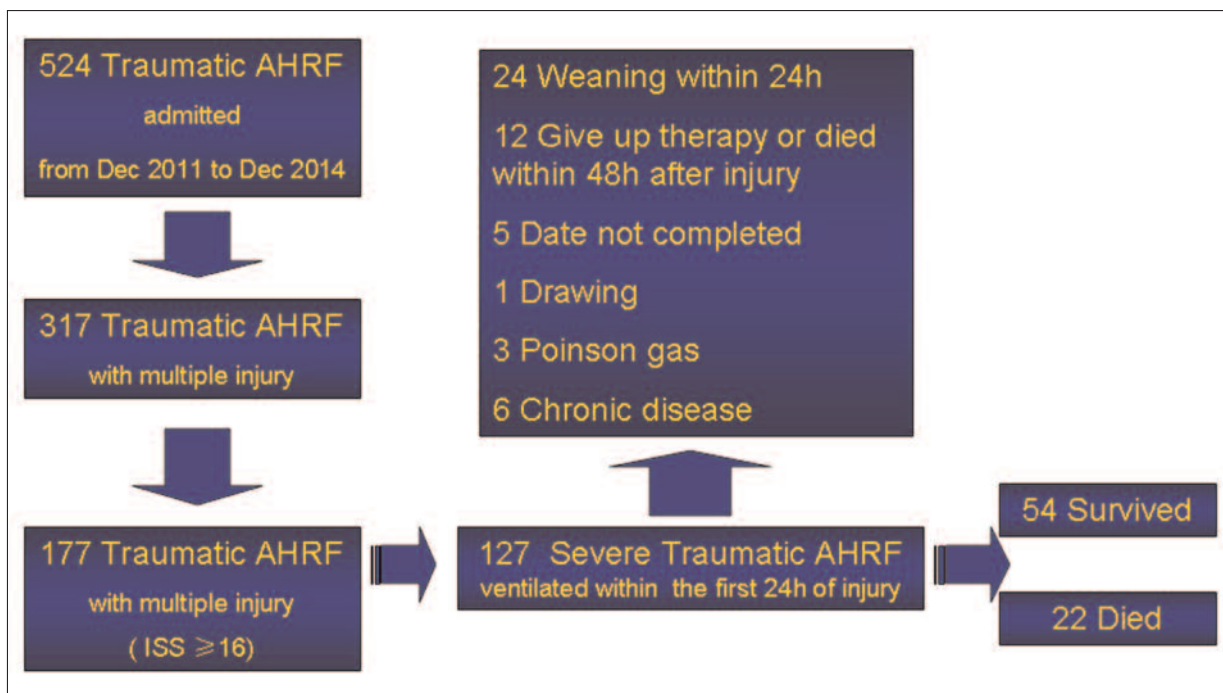 524 Traumatic AHRF
admitted
from Dec 2011 to Dec 2014
317 Traumatic AHRF
with multiple injury
177 Traumatic AHRF
with multiple injury
( ISS ≥16)
24 Weaning within 24h
12 Give up therapy or died
within 48h after injury
5 Date not completed
1 Drawing
3 Poinson gas
6 Chronic disease
127 Severe Traumatic AHRF
ventilated within the first 24h of injury
54 Survived
22 Died